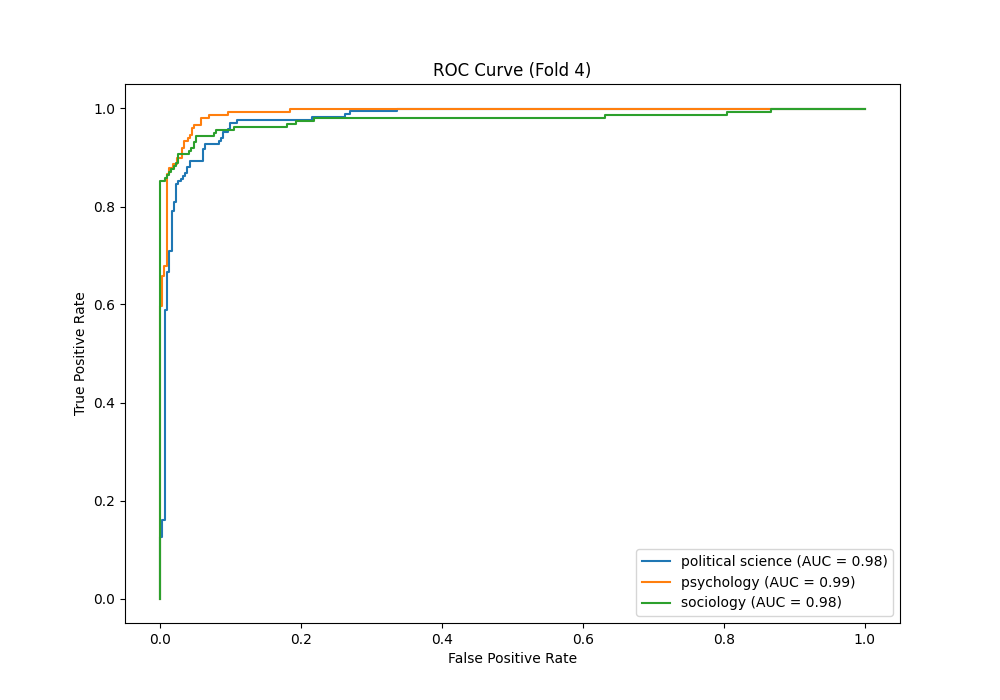 ROC Curve (Fold 4)
1.0
0.8
0.6
0.4
0.2
0.0
True Positive Rate
political science (AUC = 0.98)
psychology (AUC = 0.99)
sociology (AUC = 0.98)
0.0 0.2 0.4 0.6 0.8 1.0
False Positive Rate